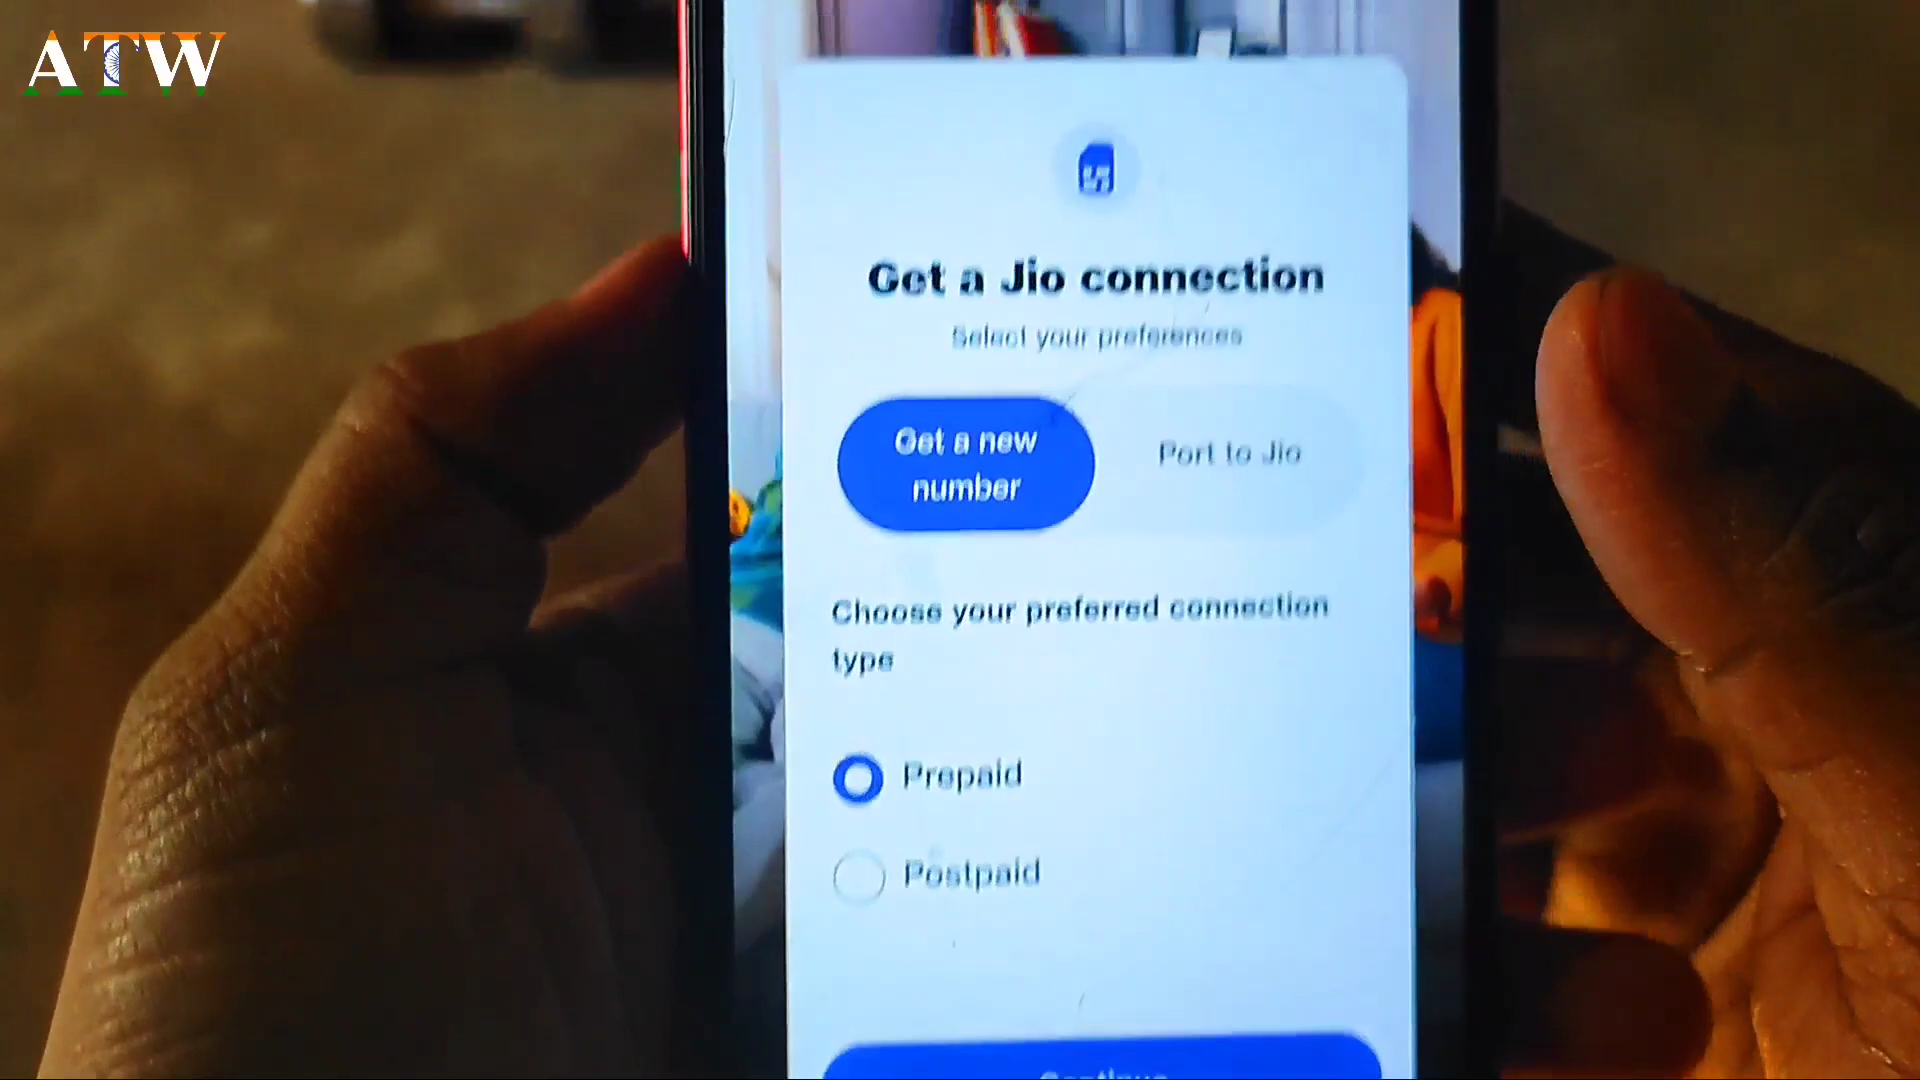 ATW
Get a Jio connection
Select your preferences
Get a new
number
Port to Jio
Choose your preferred connection
type
Prepaid
Postpaid
Continue